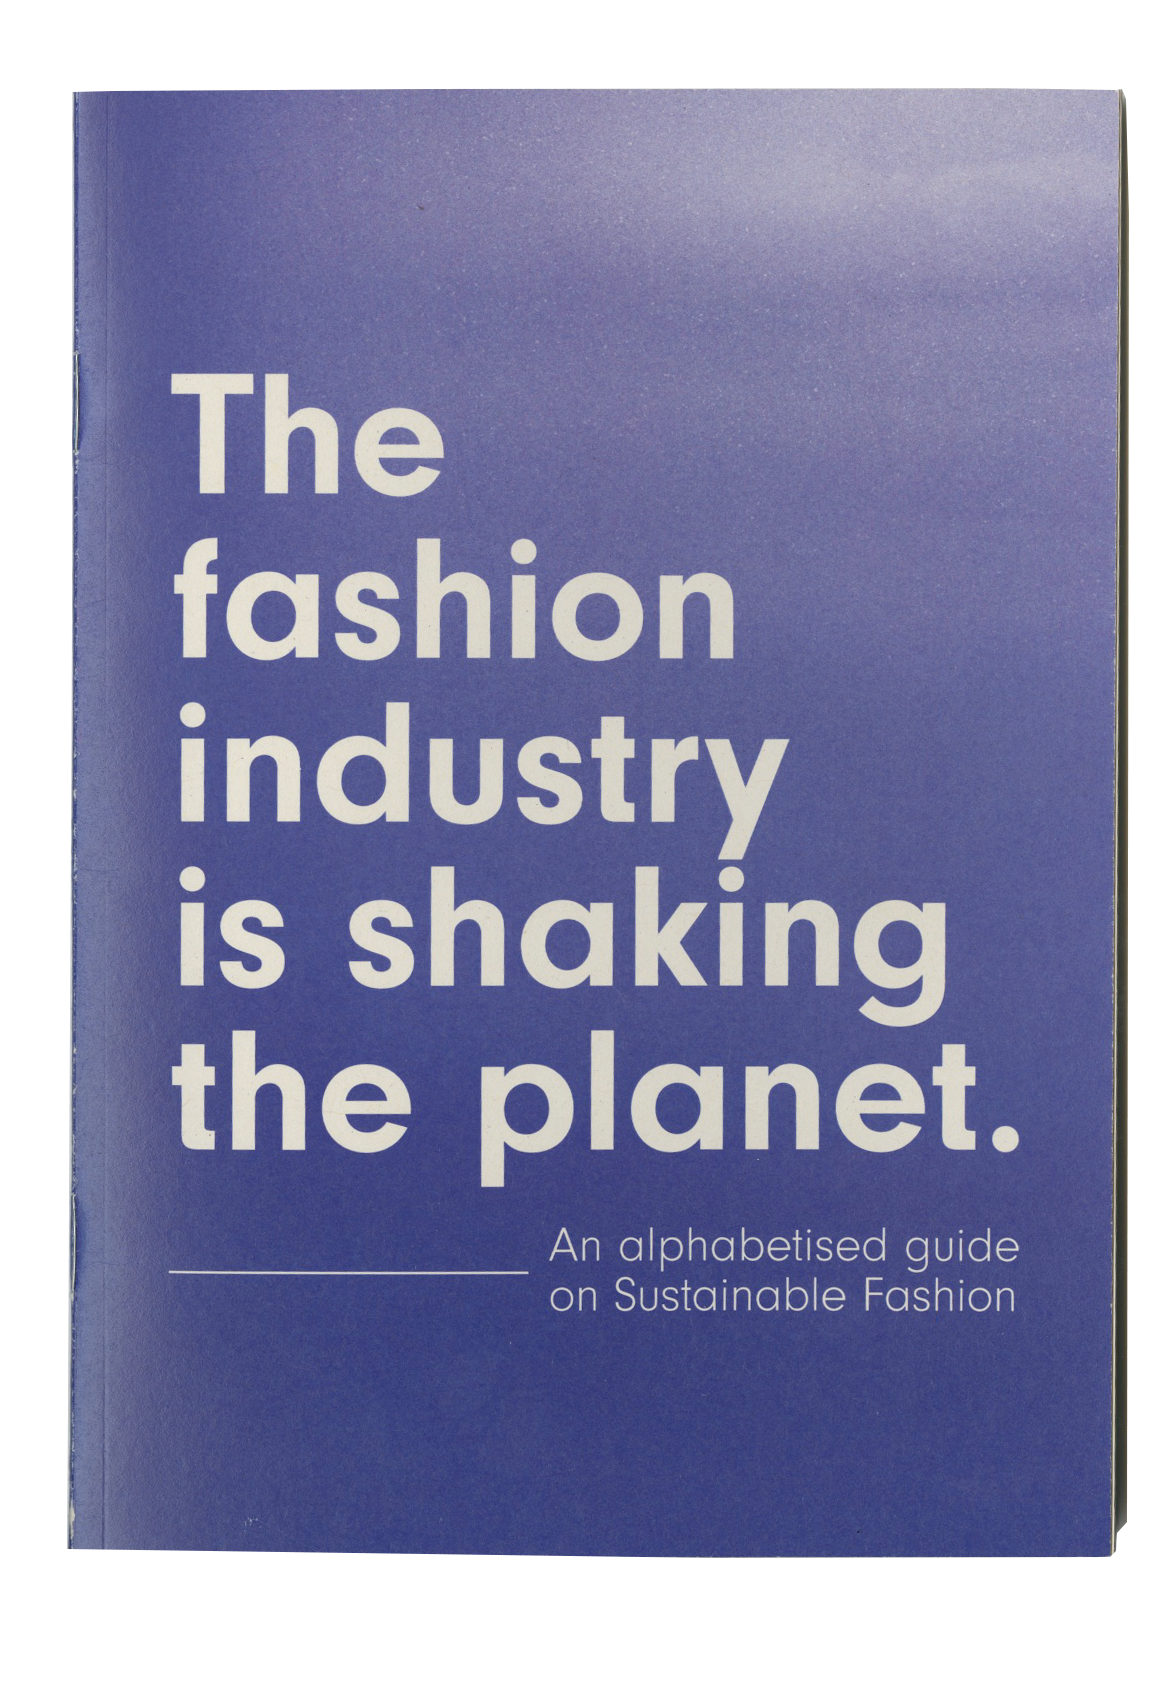 The
fashion
industry
is shaking
the planet.
An alphabetised guide
on Sustainable Fashion